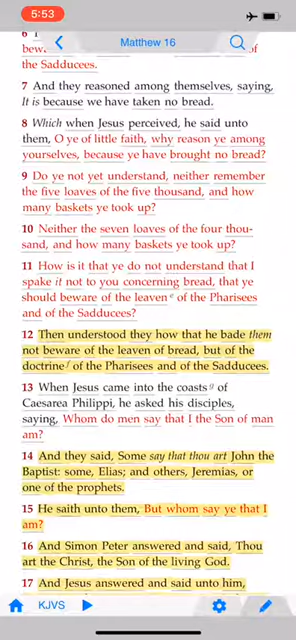 5:53
Matthew 16
6
of
the Sadducees.
7 And they reasoned among themselves, saying,
It is because we have taken no bread.
8 Which when Jesus perceived, he said unto
them, O ye of little faith, why reason ye among
yourselves, because ye have brought no bread?
9 Do ye not yet understand, neither remember
the five loaves of the five thousand, and how
many baskets ye took up?
10 Neither the seven loaves of the four thou-
sand, and how many baskets ye took up?
11 How is it that ye do not understand that I
spake it not to you concerning bread, that ye
should beware of the leaven e of the Pharisees
and of the Sadducees?
12 Then understood they how that he bade them
not beware of the leaven of bread, but of the
doctrine f of the Pharisees and of the Sadducees.
13 When Jesus came into the coasts g of
Caesarea Philippi, he asked his disciples,
saying, Whom do men say that I the Son of man
am?
14 And they said, Some say that thou art John the
Baptist: some, Elias; and others, Jeremias, or
one of the prophets.
15 He saith unto them, But whom say ye that I
am?
16 And Simon Peter answered and said, Thou
art the Christ, the Son of the living God.
17 And Jesus answered and said unto him,
KJVS